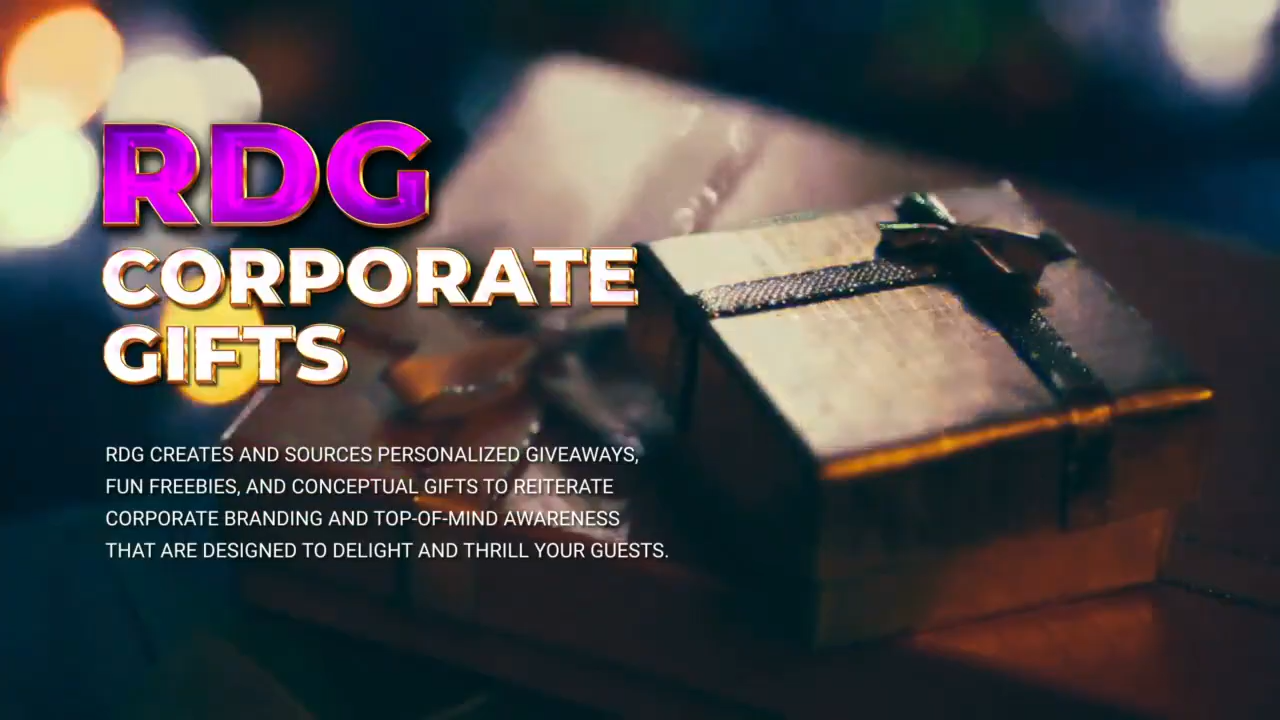 RDG
CORPORATE
GIFTS
RDG CREATES AND SOURCES PERSONALIZED GIVEAWAYS,
FUN FREEBIES, AND CONCEPTUAL GIFTS TO REITERATE
CORPORATE BRANDING AND TOP-OF-MIND AWARENESS
THAT ARE DESIGNED TO DELIGHT AND THRILL YOUR GUESTS.